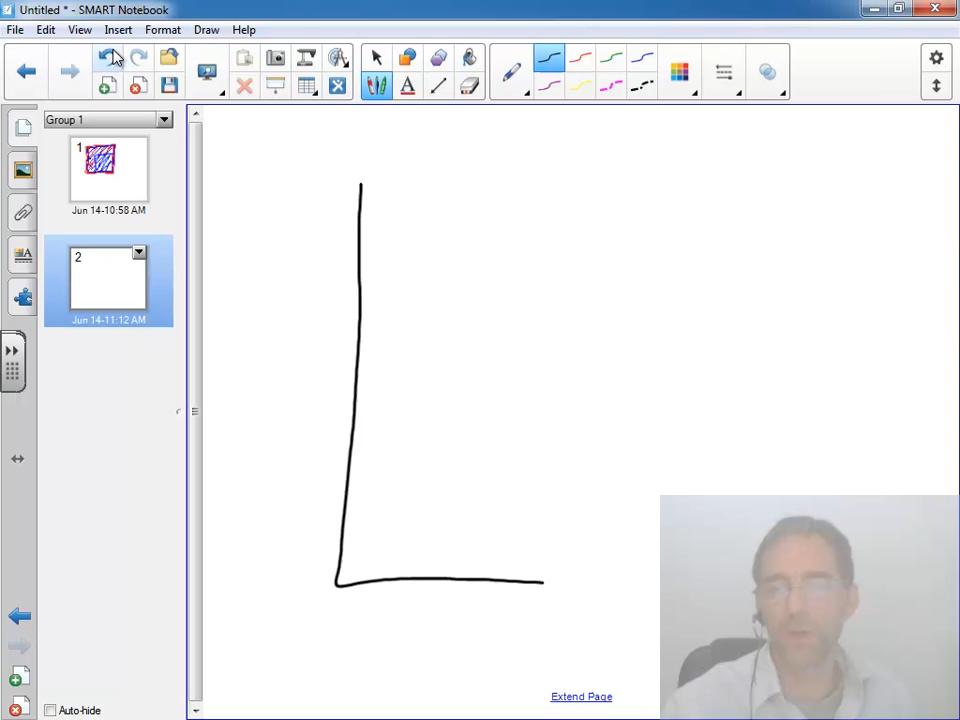 Untitled * - SMART Notebook
File Edit View Insert Format Draw Help
A
Group 1
1
Jun 14-10:58 AM
2
Jun 14-11:12 AM
Extend Page
Auto-hide